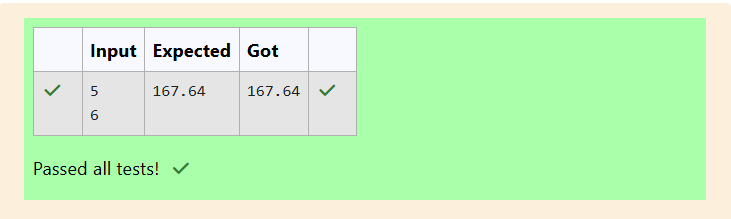 Input Expected Got
5 167.64 167.64
6
Passed all tests!